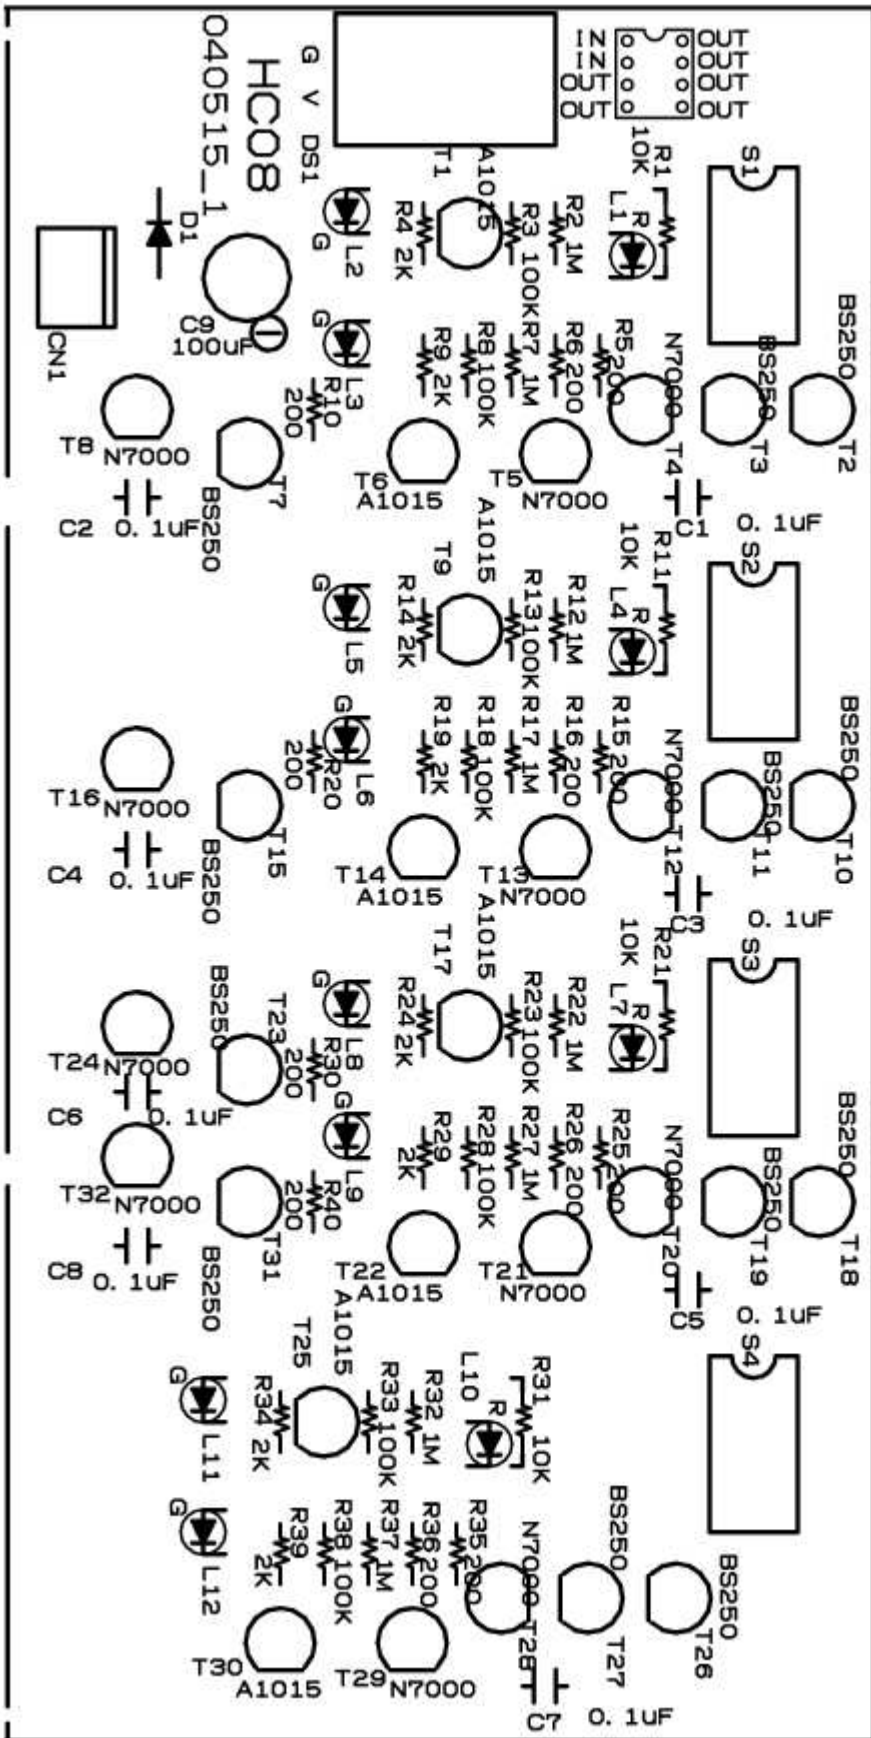 040515_1
HC08
G V DS1
IN OUT
IN OUT
OUT OUT
OUT OUT
CN1
D1
C9
100UF
G
L2
R4 2K
T1
A1015
R3 100K
R2 1M
L1
R
10K
R1
S1
G
L3
R10
200
R9 2K
R8 100K
R7 1M
R6 200
R5 200
N7000
T4
BS250
T3
BS250
T2
T8
N7000
C2 0.1UF
BS250
T7
T6
A1015
T5
N7000
C1
0.1UF
G
L5
R14 2K
T9
A1015
R13 100K
R12 1M
L4
R
10K
R11
S2
G
L6
200
R20
R19 2K
R18 100K
R17 1M
R16 200
R15 200
N7000
T12
BS250
T11
BS250
T10
T16
N7000
C4 0.1UF
BS250
T15
T14
A1015
T13
N7000
C3
0.1UF
G
L8
R24 2K
T17
A1015
R23 100K
R22 1M
L7
R
10K
R21
S3
BS250
T23
200
R30
T24
N7000
C6 0.1UF
G
L9
R29
2K
R28 100K
R27 1M
R26 200
R25 200
N7000
T20
BS250
T19
BS250
T18
T32
N7000
C8 0.1UF
BS250
T31
200
R40
T22
A1015
T21
N7000
C5
0.1UF
G
L11
R34 2K
T25
A1015
R33 100K
R32 1M
L10
R
R31
10K
S4
G
L12
R39
2K
R38 100K
R37 1M
R36 200
R35 200
N7000
T28
BS250
T27
BS250
T26
T30
A1015
T29
N7000
C7
0.1UF